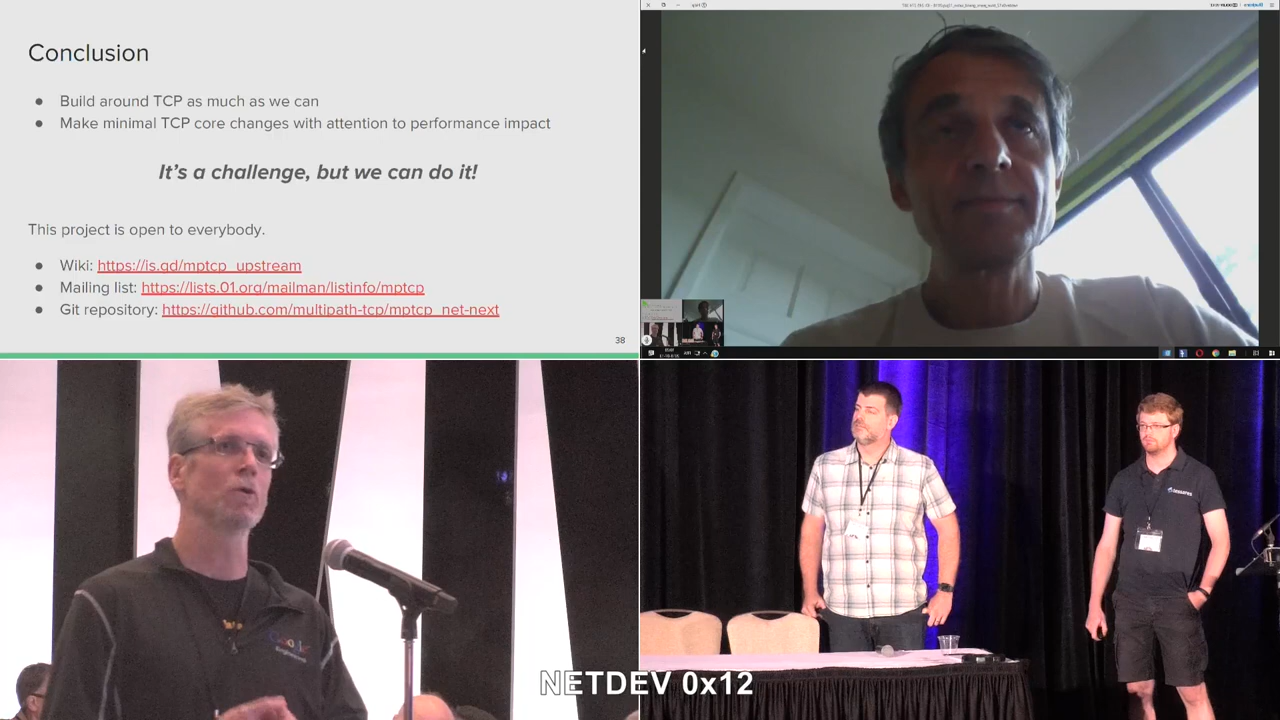 Conclusion
● Build around TCP as much as we can
● Make minimal TCP core changes with attention to performance impact
It's a challenge, but we can do it!
This project is open to everybody.
● Wiki: https://is.gd/mptcp_upstream
● Mailing list: https://lists.01.org/mailman/listinfo/mptcp
● Git repository: https://github.com/multipath-tcp/mptcp_net-next
38
Google
tessares
NETDEV 0x12